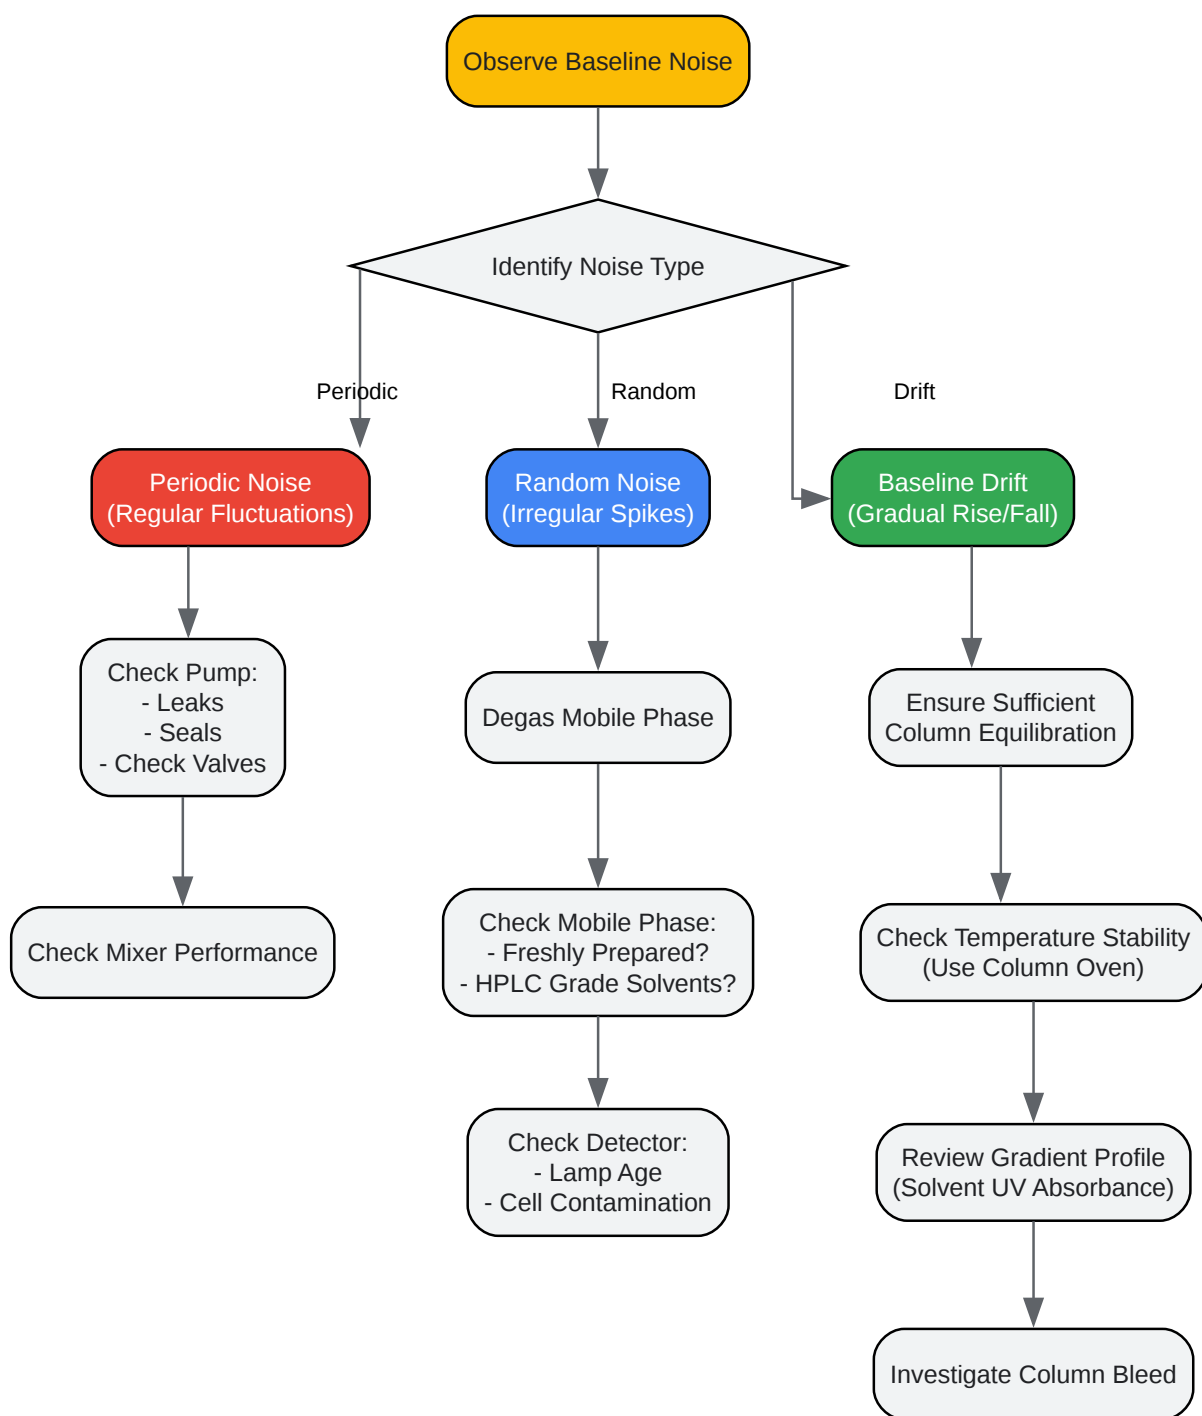 Observe Baseline Noise
Identify Noise Type
Periodic
Random
Drift
Periodic Noise
(Regular Fluctuations)
Random Noise
(Irregular Spikes)
Baseline Drift
(Gradual Rise/Fall)
Check Pump:
- Leaks
- Seals
- Check Valves
Degas Mobile Phase
Ensure Sufficient
Column Equilibration
Check Mixer Performance
Check Mobile Phase:
- Freshly Prepared?
- HPLC Grade Solvents?
Check Temperature Stability
(Use Column Oven)
Check Detector:
- Lamp Age
- Cell Contamination
Review Gradient Profile
(Solvent UV Absorbance)
Investigate Column Bleed